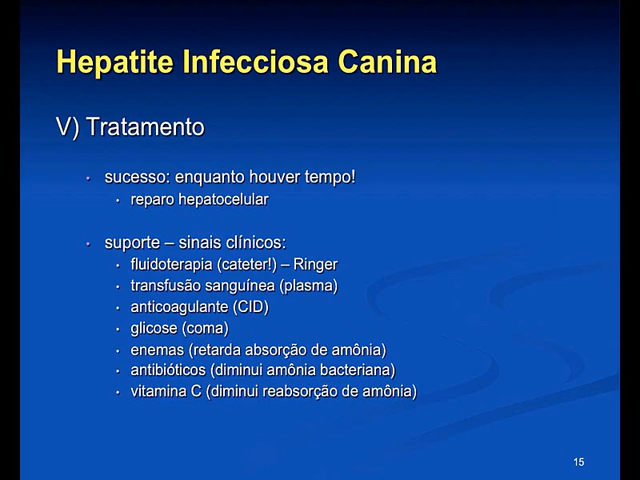 Hepatite Infecciosa Canina
V) Tratamento
• sucesso: enquanto houver tempo!
• reparo hepatocelular
• suporte – sinais clínicos:
• fluidoterapia (cateter!) – Ringer
• transfusão sanguínea (plasma)
• anticoagulante (CID)
• glicose (coma)
• enemas (retarda absorção de amônia)
• antibióticos (diminui amônia bacteriana)
• vitamina C (diminui reabsorção de amônia)
15